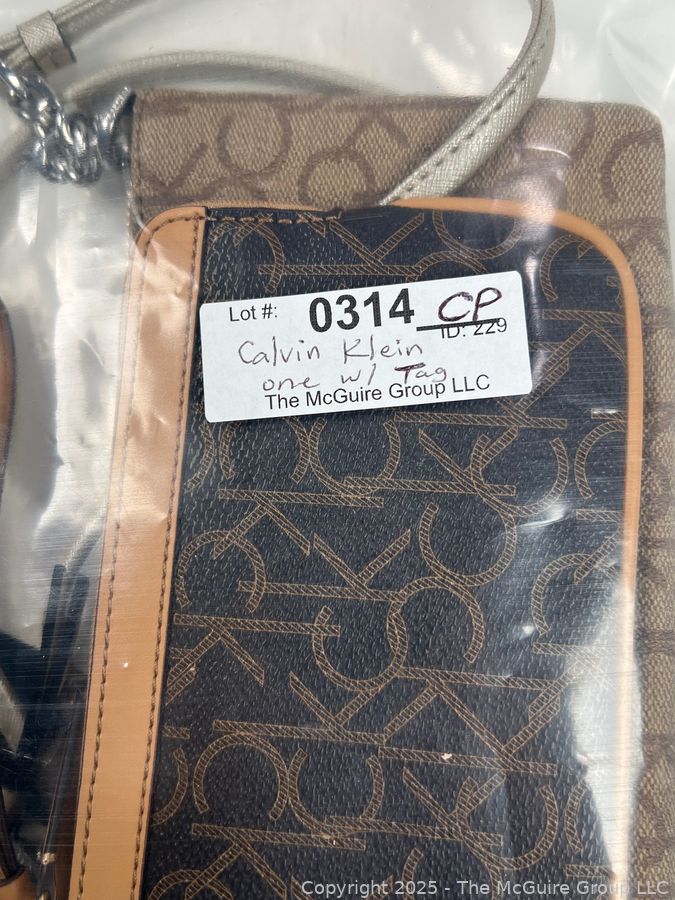 Lot #: 0314 CP
ID: 229
Calvin Klein
one w/ Tag
The McGuire Group LLC
Copyright 2025 - The McGuire Group LLC